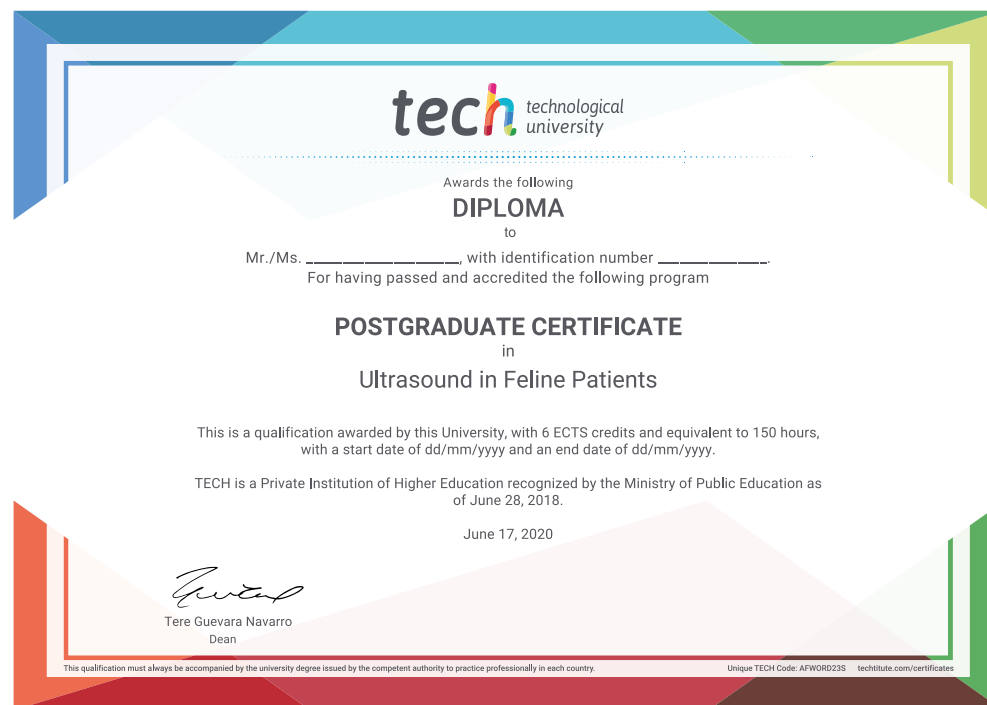 tech technological
university
Awards the following
DIPLOMA
to
Mr./Ms. ________________, with identification number ___________.
For having passed and accredited the following program
POSTGRADUATE CERTIFICATE
in
Ultrasound in Feline Patients
This is a qualification awarded by this University, with 6 ECTS credits and equivalent to 150 hours,
with a start date of dd/mm/yyyy and an end date of dd/mm/yyyy.
TECH is a Private Institution of Higher Education recognized by the Ministry of Public Education as
of June 28, 2018.
June 17, 2020
Tere Guevara Navarro
Dean
This qualification must always be accompanied by the university degree issued by the competent authority to practice professionally in each country.
Unique TECH Code: AFWORD23S techtitute.com/certificates